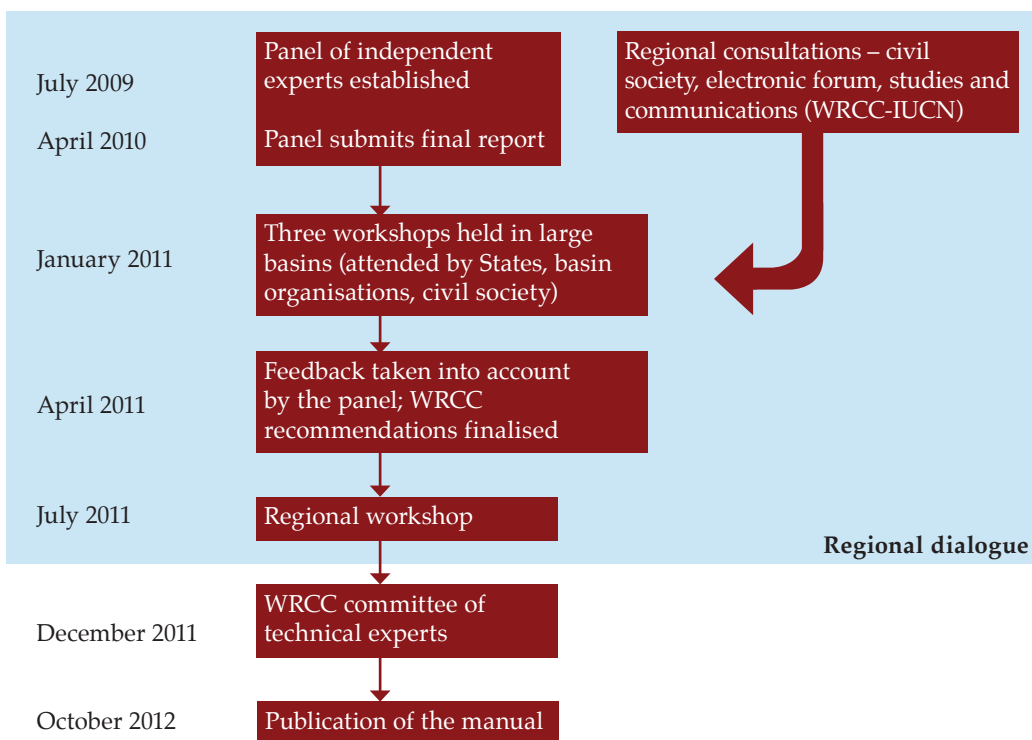 July 2009
Panel of independent
experts established
Regional consultations – civil
society, electronic forum, studies and
communications (WRCC-IUCN)
April 2010
Panel submits final report
January 2011
Three workshops held in large
basins (attended by States, basin
organisations, civil society)
April 2011
Feedback taken into account
by the panel; WRCC
recommendations finalised
July 2011
Regional workshop
Regional dialogue
December 2011
WRCC committee of
technical experts
October 2012
Publication of the manual